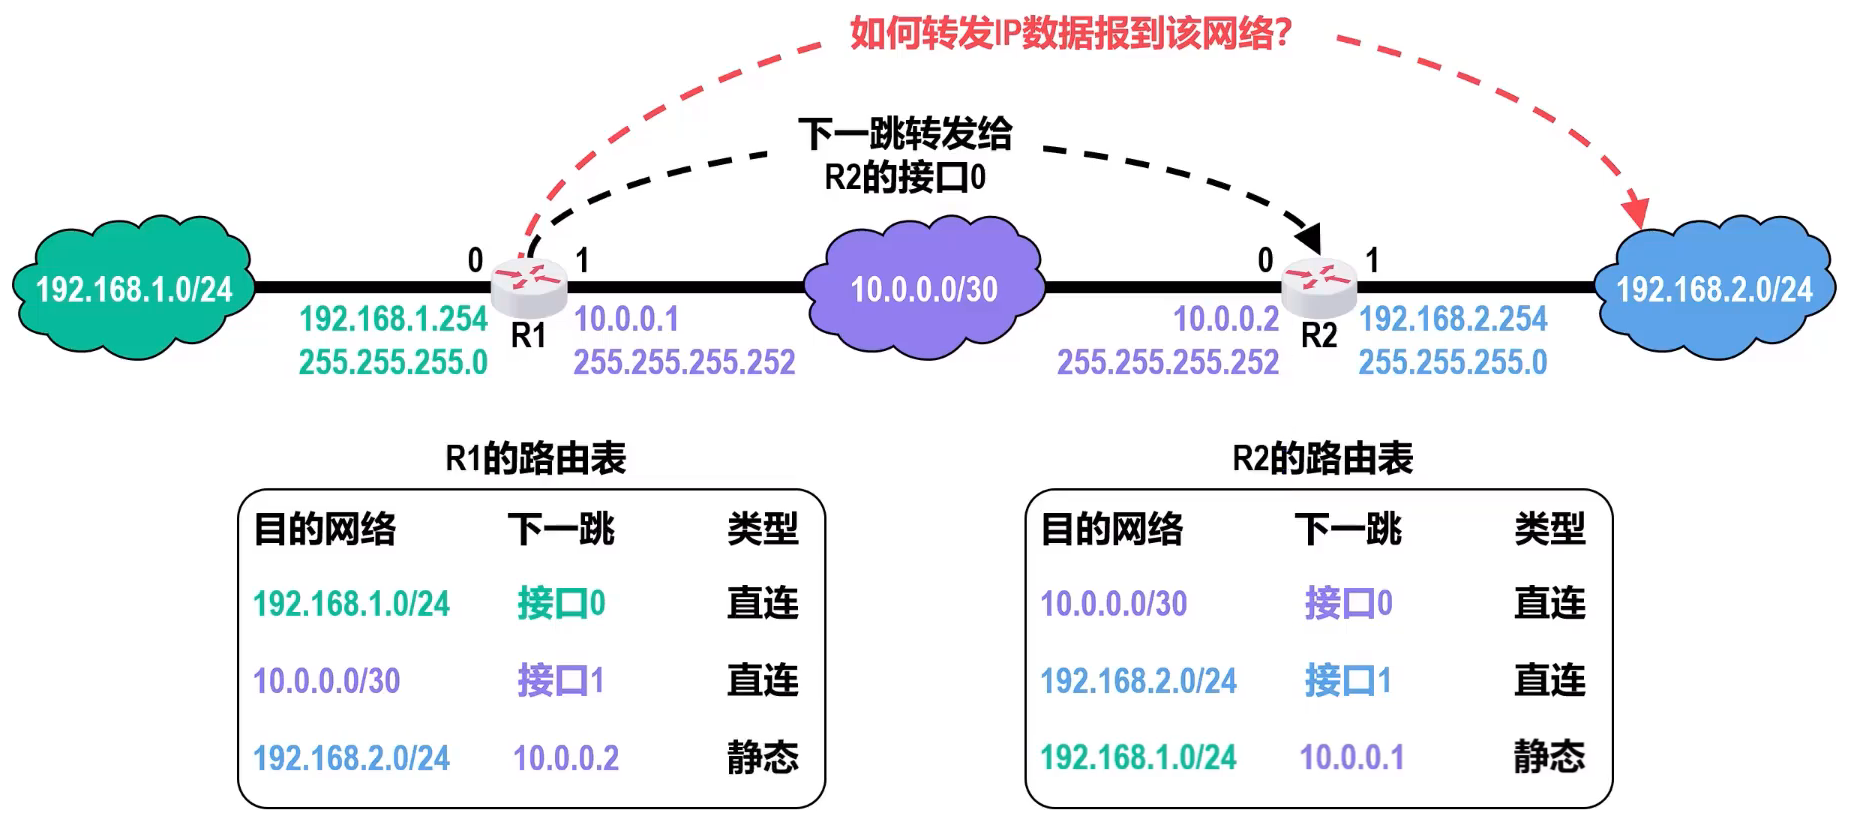 如何转发IP数据报到该网络？
下一跳转发给
R2的接口0
0
1
0
1
192.168.1.0/24
10.0.0.0/30
192.168.2.0/24
192.168.1.254
255.255.255.0
R1
10.0.0.1
255.255.255.252
10.0.0.2
255.255.255.252
R2
192.168.2.254
255.255.255.0
R1的路由表
目的网络 下一跳 类型
192.168.1.0/24 接口0 直连
10.0.0.0/30 接口1 直连
192.168.2.0/24 10.0.0.2 静态
R2的路由表
目的网络 下一跳 类型
10.0.0.0/30 接口0 直连
192.168.2.0/24 接口1 直连
192.168.1.0/24 10.0.0.1 静态